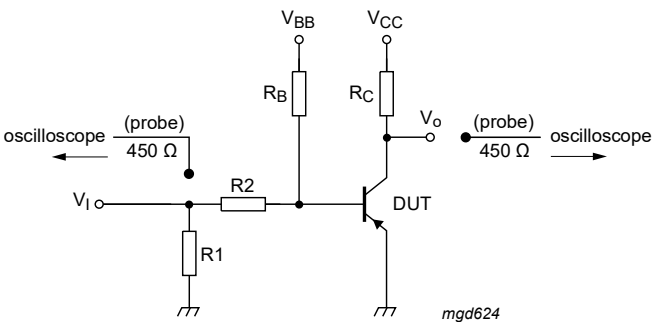 VBB
VCC
RB
RC
(probe)
oscilloscope
450 Ω
Vo
(probe)
oscilloscope
450 Ω
R2
VI
DUT
R1
mgd624